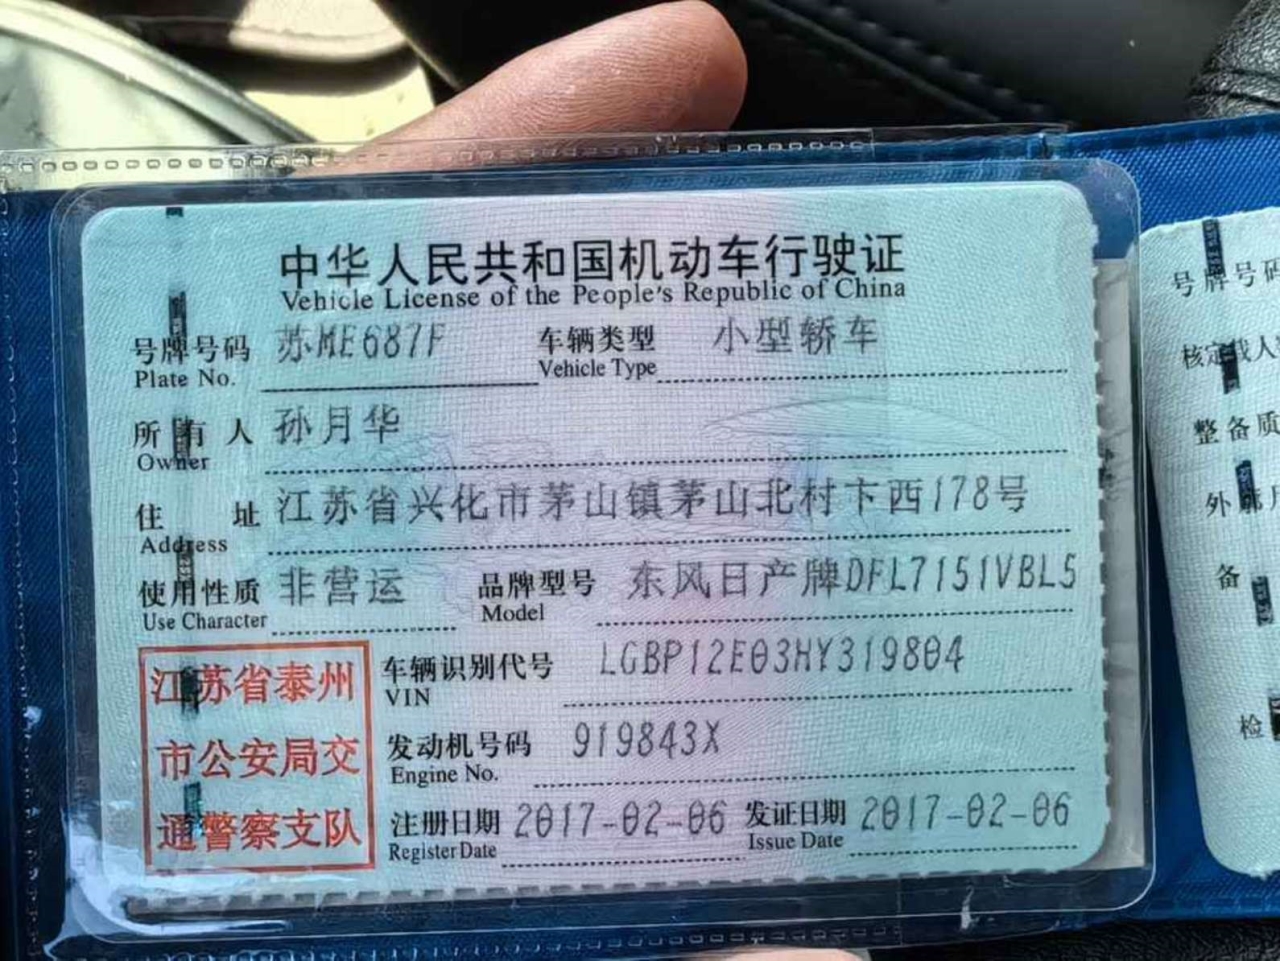 中华人民共和国机动车行驶证
Vehicle License of the People's Republic of China
号牌号码 苏ME687F 车辆类型 小型轿车
Plate No. Vehicle Type
所有人 孙月华
Owner
住址 江苏省兴化市茅山镇茅山北村卞西178号
Address
使用性质 非营运 品牌型号 东风日产牌DFL7151VBL5
Use Character Model
江苏省泰州
市公安局交
通警察支队
车辆识别代号 LGBP12E03HY319804
VIN
发动机号码 919843X
Engine No.
注册日期 2017-02-06 发证日期 2017-02-06
Register Date Issue Date
号牌号码
核定载人
整备质
外廓
备
检